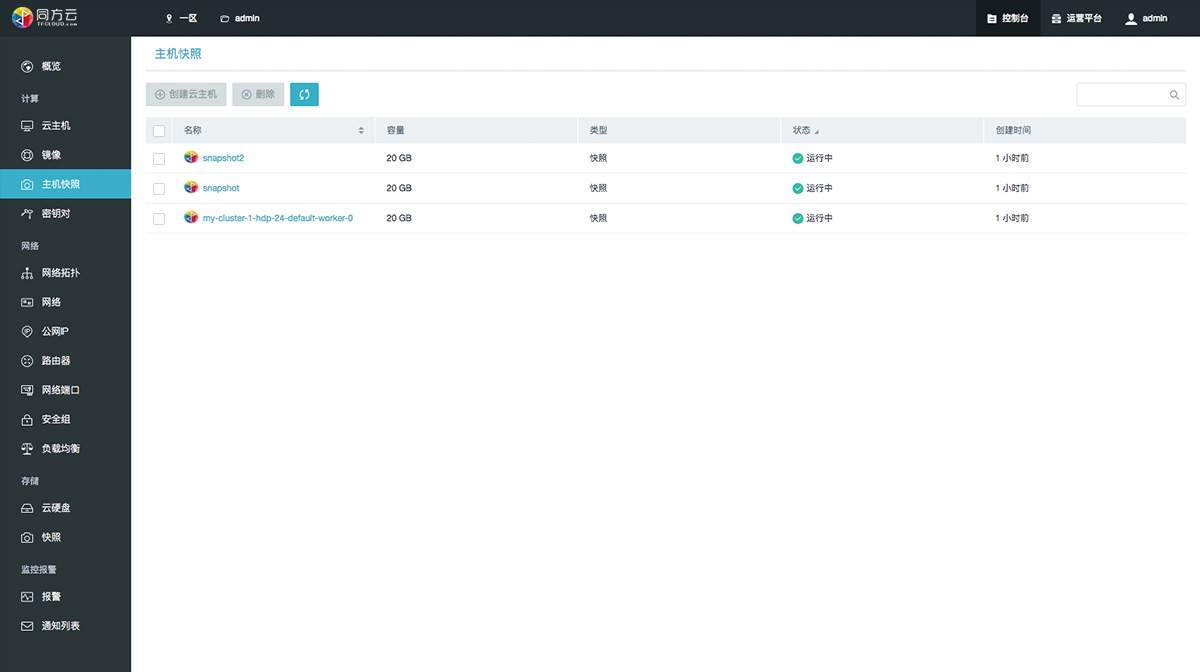 同方云
TFCLOUD.com
一区
admin
控制台
运营平台
admin
概览
计算
云主机
镜像
主机快照
密钥对
网络
网络拓扑
网络
公网IP
路由器
网络端口
安全组
负载均衡
存储
云硬盘
快照
监控报警
报警
通知列表
主机快照
创建云主机
删除
名称 容量 类型 状态 创建时间
snapshot2 20 GB 快照 运行中 1 小时前
snapshot 20 GB 快照 运行中 1 小时前
my-cluster-1-hdp-24-default-worker-0 20 GB 快照 运行中 1 小时前